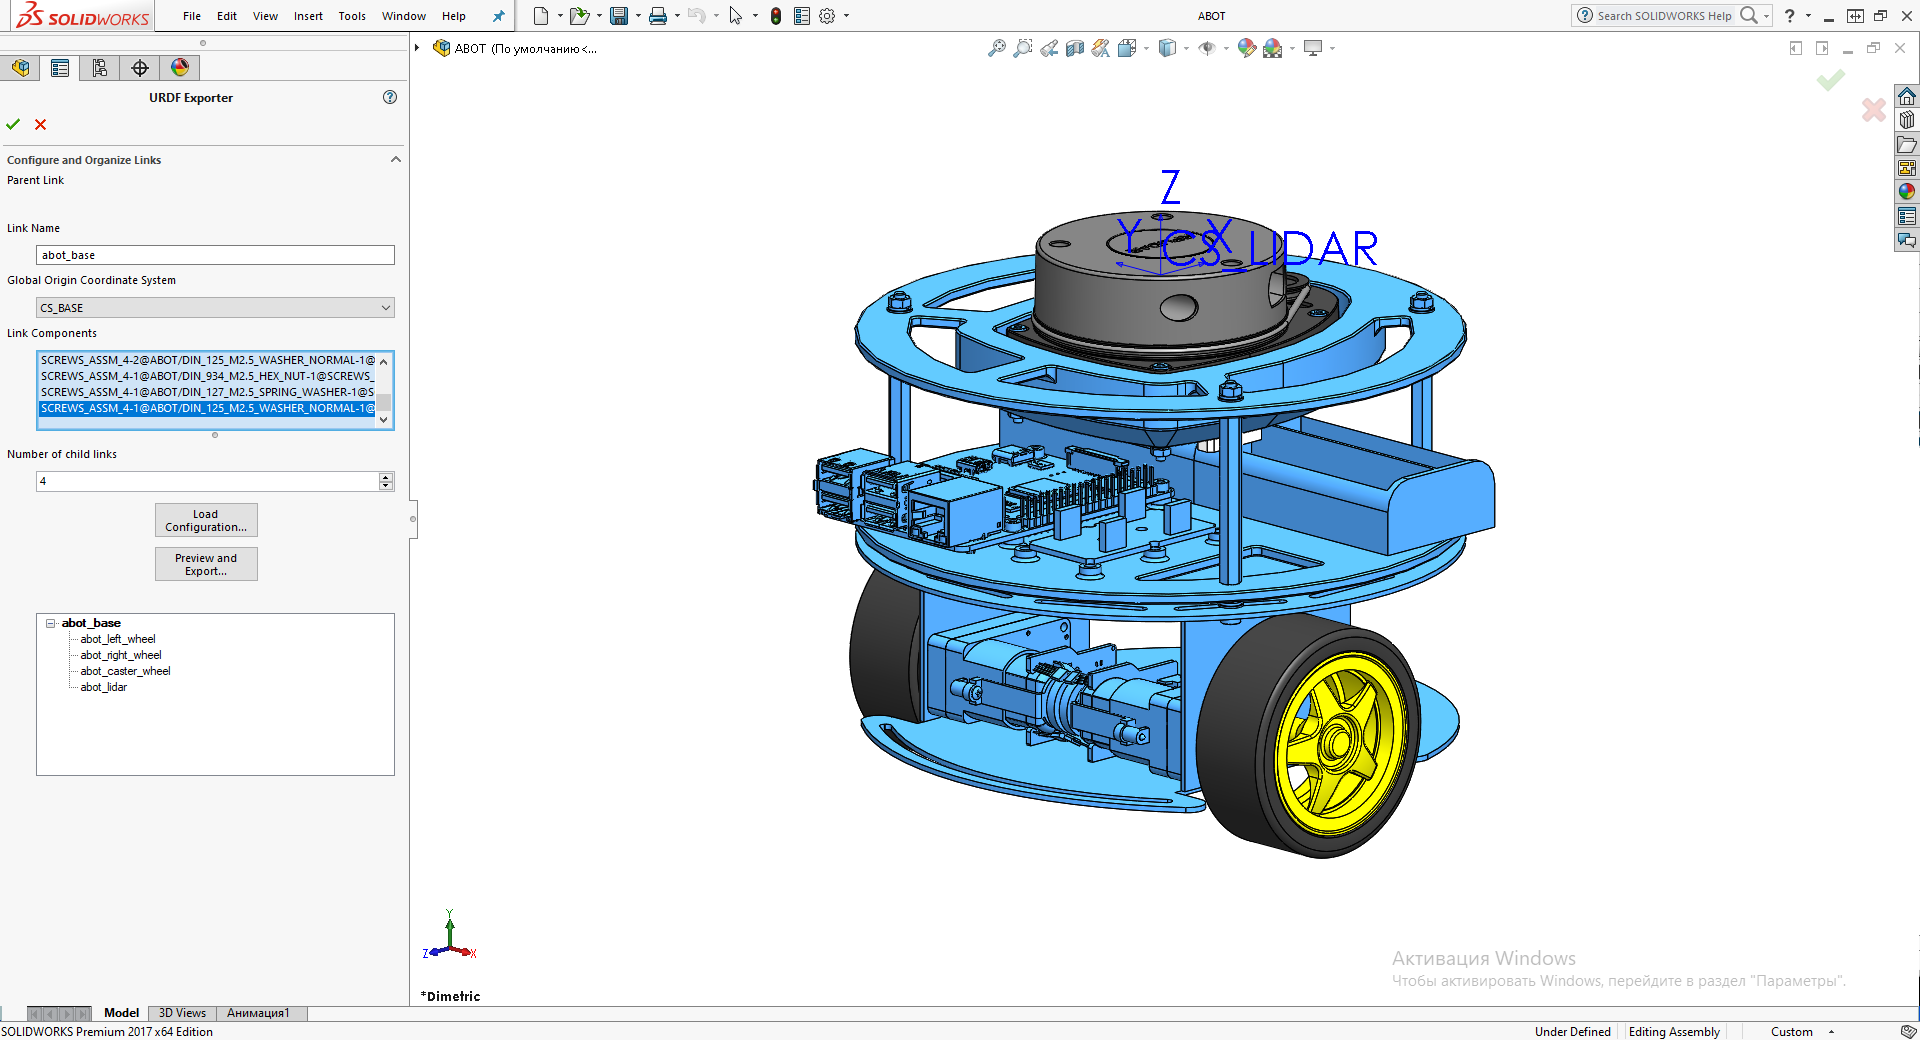 SOLIDWORKS
File Edit View Insert Tools Window Help
ABOT
Search SOLIDWORKS Help
ABOT (По умолчанию <...
URDF Exporter
Configure and Organize Links
Parent Link
Link Name
abot_base
Global Origin Coordinate System
CS_BASE
Link Components
SCREWS_ASSM_4-2@ABOT/DIN_125_M2.5_WASHER_NORMAL-1@
SCREWS_ASSM_4-1@ABOT/DIN_934_M2.5_HEX_NUT-1@SCREWS_
SCREWS_ASSM_4-1@ABOT/DIN_127_M2.5_SPRING_WASHER-1@S
SCREWS_ASSM_4-1@ABOT/DIN_125_M2.5_WASHER_NORMAL-1@
Number of child links
4
Load
Configuration...
Preview and
Export...
abot_base
abot_left_wheel
abot_right_wheel
abot_caster_wheel
abot_lidar
Z
Y X
CS_LIDAR
Y
Z X
*Dimetric
Активация Windows
Чтобы активировать Windows, перейдите в раздел "Параметры".
Model 3D Views Анимация1
SOLIDWORKS Premium 2017 x64 Edition
Under Defined Editing Assembly Custom